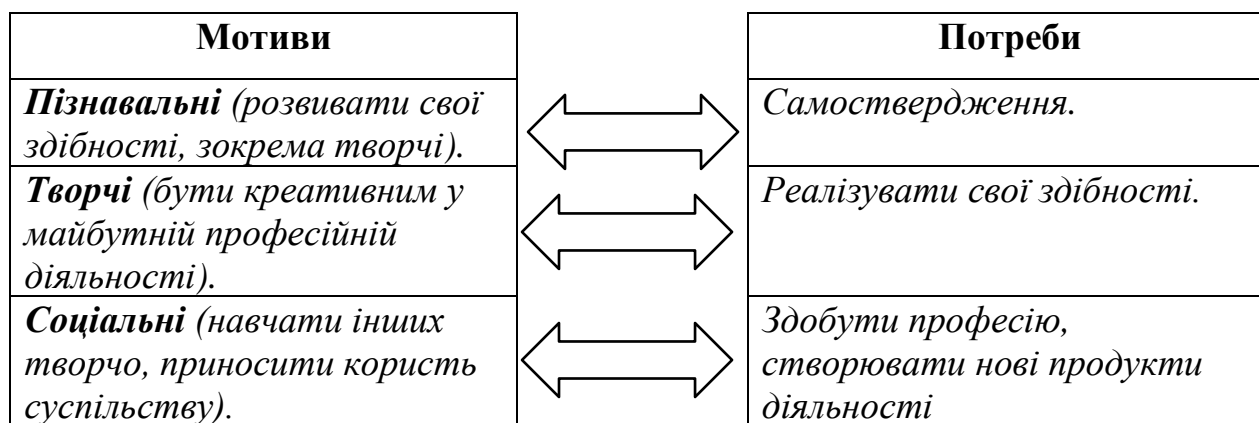 Мотиви
Потреби
Пізнавальні (розвивати свої
здібності, зокрема творчі).
Самоствердження.
Творчі (бути креативним у
майбутній професійній
діяльності).
Реалізувати свої здібності.
Соціальні (навчати інших
творчо, приносити користь
суспільству).
Здобути професію,
створювати нові продукти
діяльності